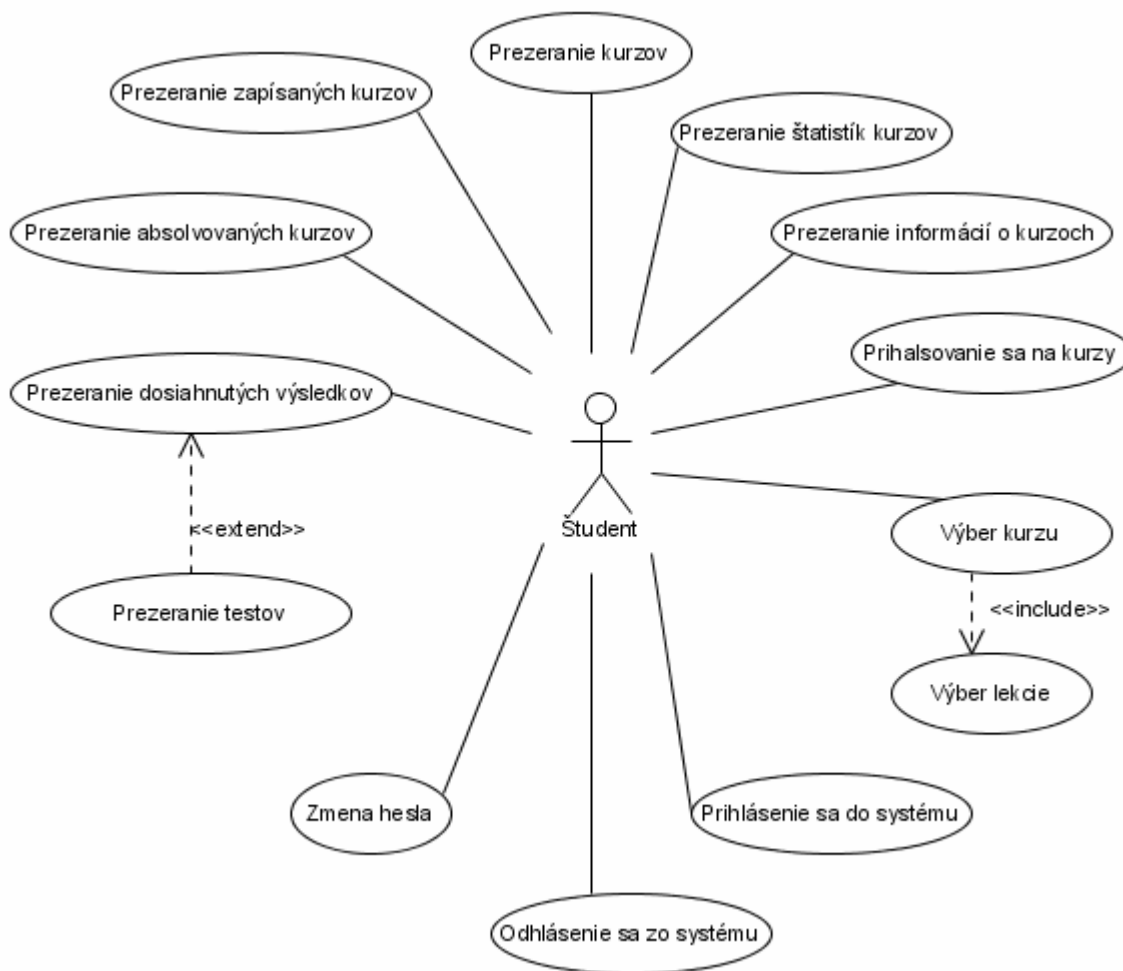 Prezeranie kurzov
Prezeranie zapísaných kurzov
Prezeranie štatistík kurzov
Prezeranie absolvovaných kurzov
Prezeranie informácií o kurzoch
Prihalsovanie sa na kurzy
Prezeranie dosiahnutých výsledkov
Študent
<<extend>>
Výber kurzu
Prezeranie testov
<<include>>
Výber lekcie
Zmena hesla
Prihlásenie sa do systému
Odhlásenie sa zo systému